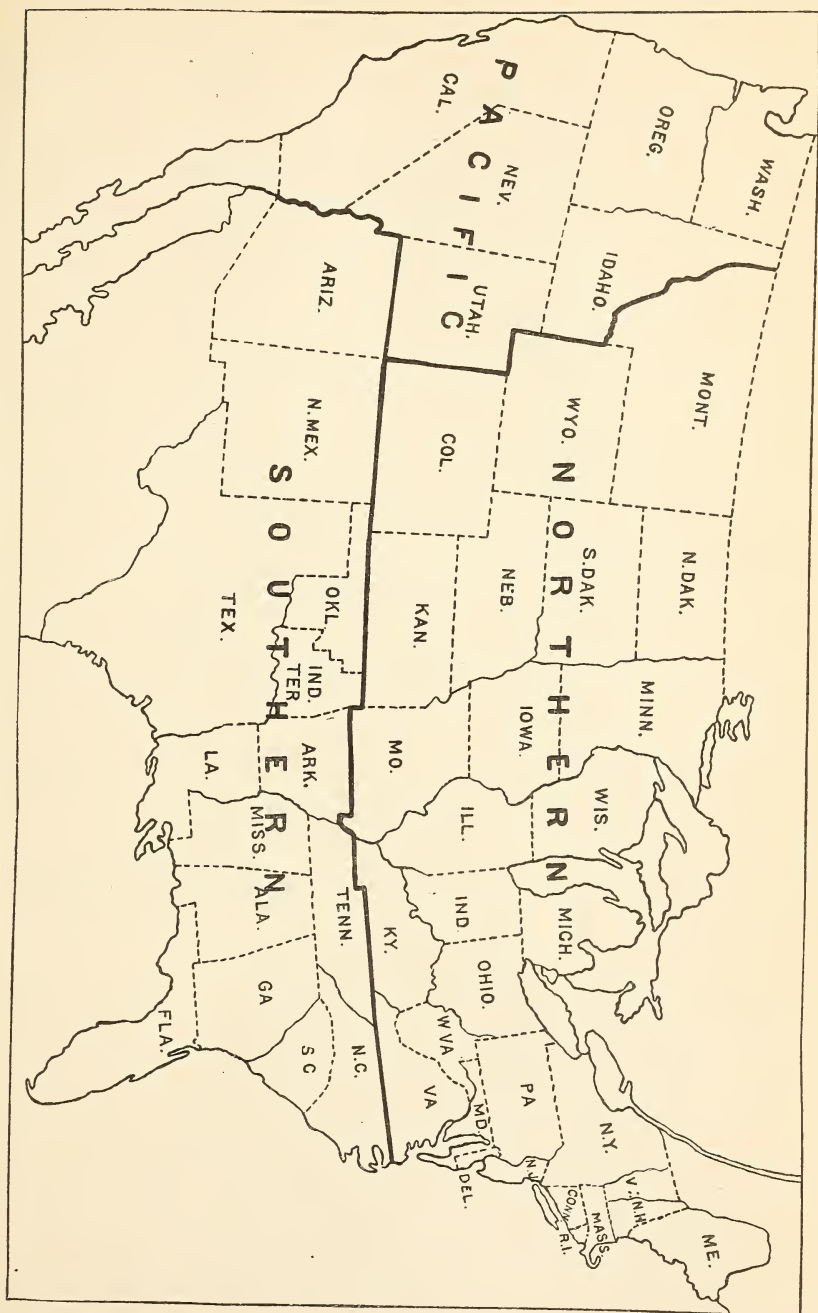 PACIFIC
NORTHERN
SOUTHERN
WASH.
OREG.
CAL.
NEV.
IDAHO.
UTAH.
ARIZ.
MONT.
WYO.
COL.
N.MEX.
N.DAK.
S.DAK.
NEB.
KAN.
OKL.
IND.
TER.
TEX.
MINN.
IOWA.
MO.
ARK.
LA.
WIS.
ILL.
MICH.
IND.
OHIO.
KY.
TENN.
MISS.
ALA.
GA
FLA.
S C
N.C.
VA
W VA
MD.
DEL.
PA
N.J.
N.Y.
CONN.
R.I.
MASS.
V.
N.H.
ME.